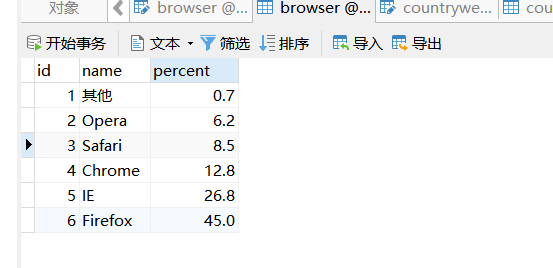 对象 browser @... browser @... countrywe... cou
开始事务 文本 筛选 排序 导入 导出
id name percent
1 其他 0.7
2 Opera 6.2
3 Safari 8.5
4 Chrome 12.8
5 IE 26.8
6 Firefox 45.0